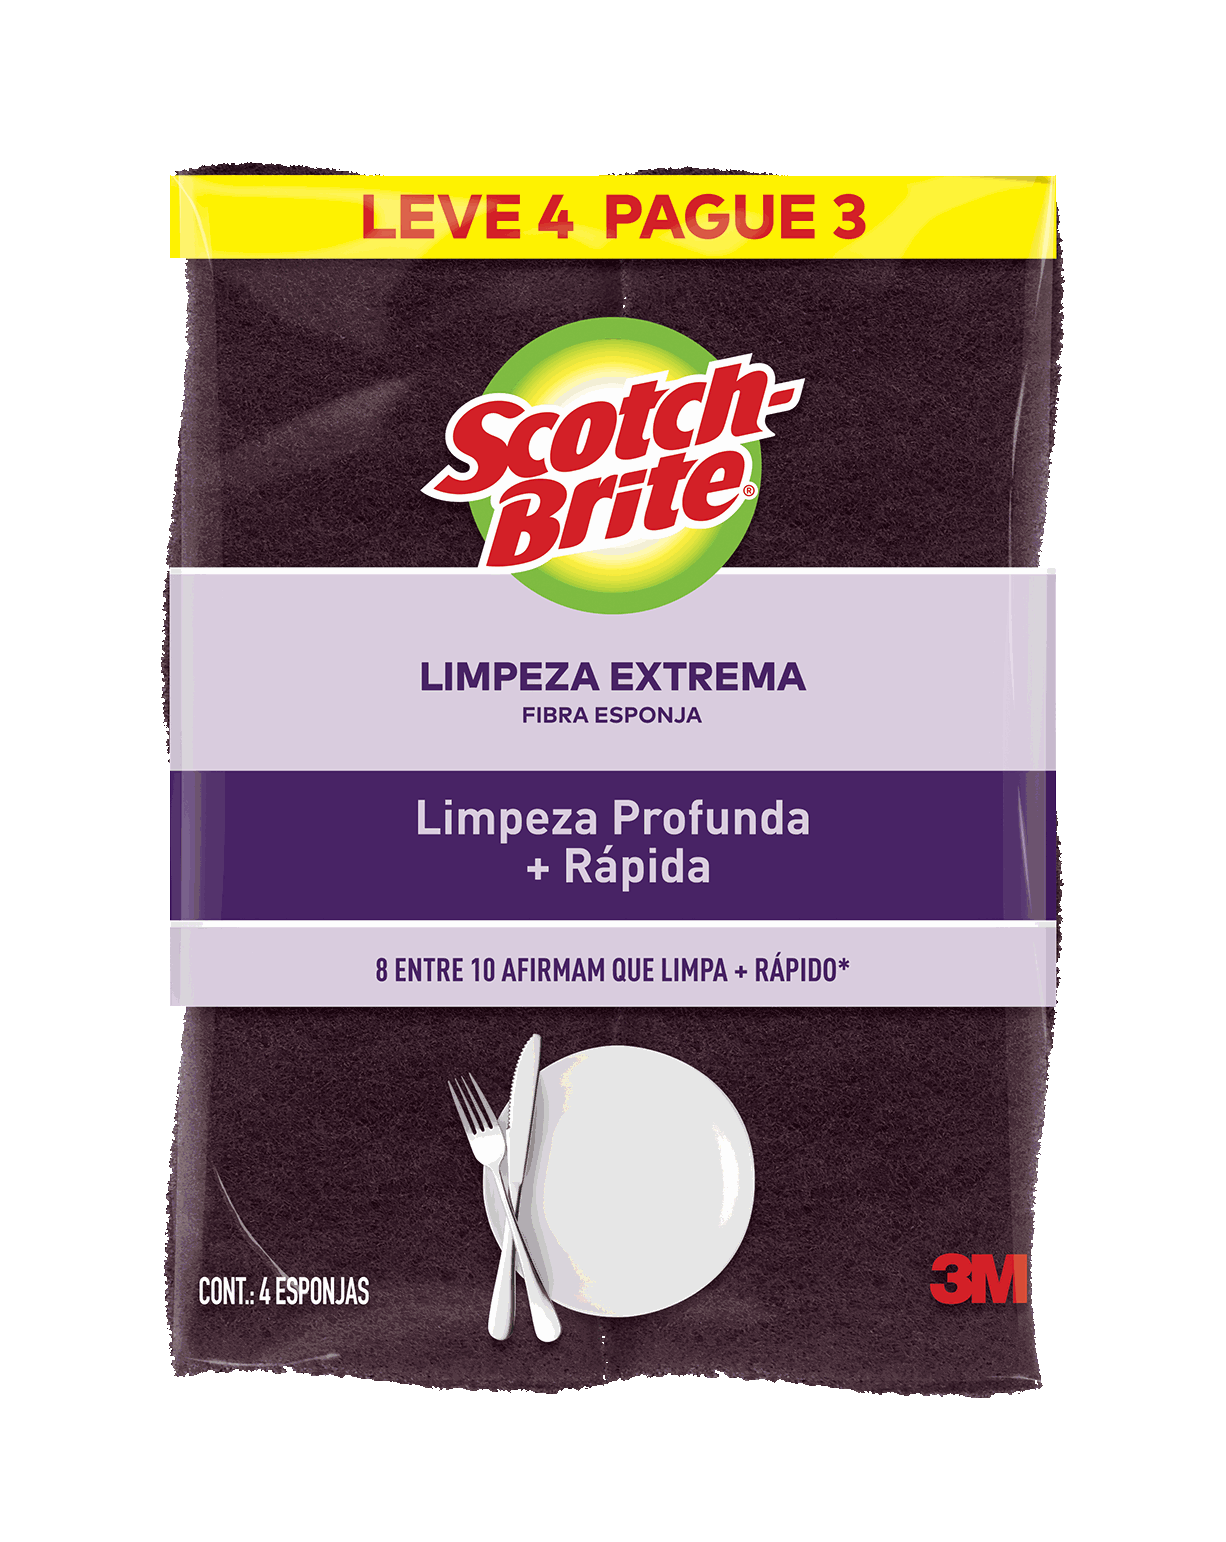 LEVE 4 PAGUE 3
Scotch-
Brite®
LIMPEZA EXTREMA
FIBRA ESPONJA
Limpeza Profunda
+ Rápida
8 ENTRE 10 AFIRMAM QUE LIMPA + RÁPIDO*
CONT.: 4 ESPONJAS
3M